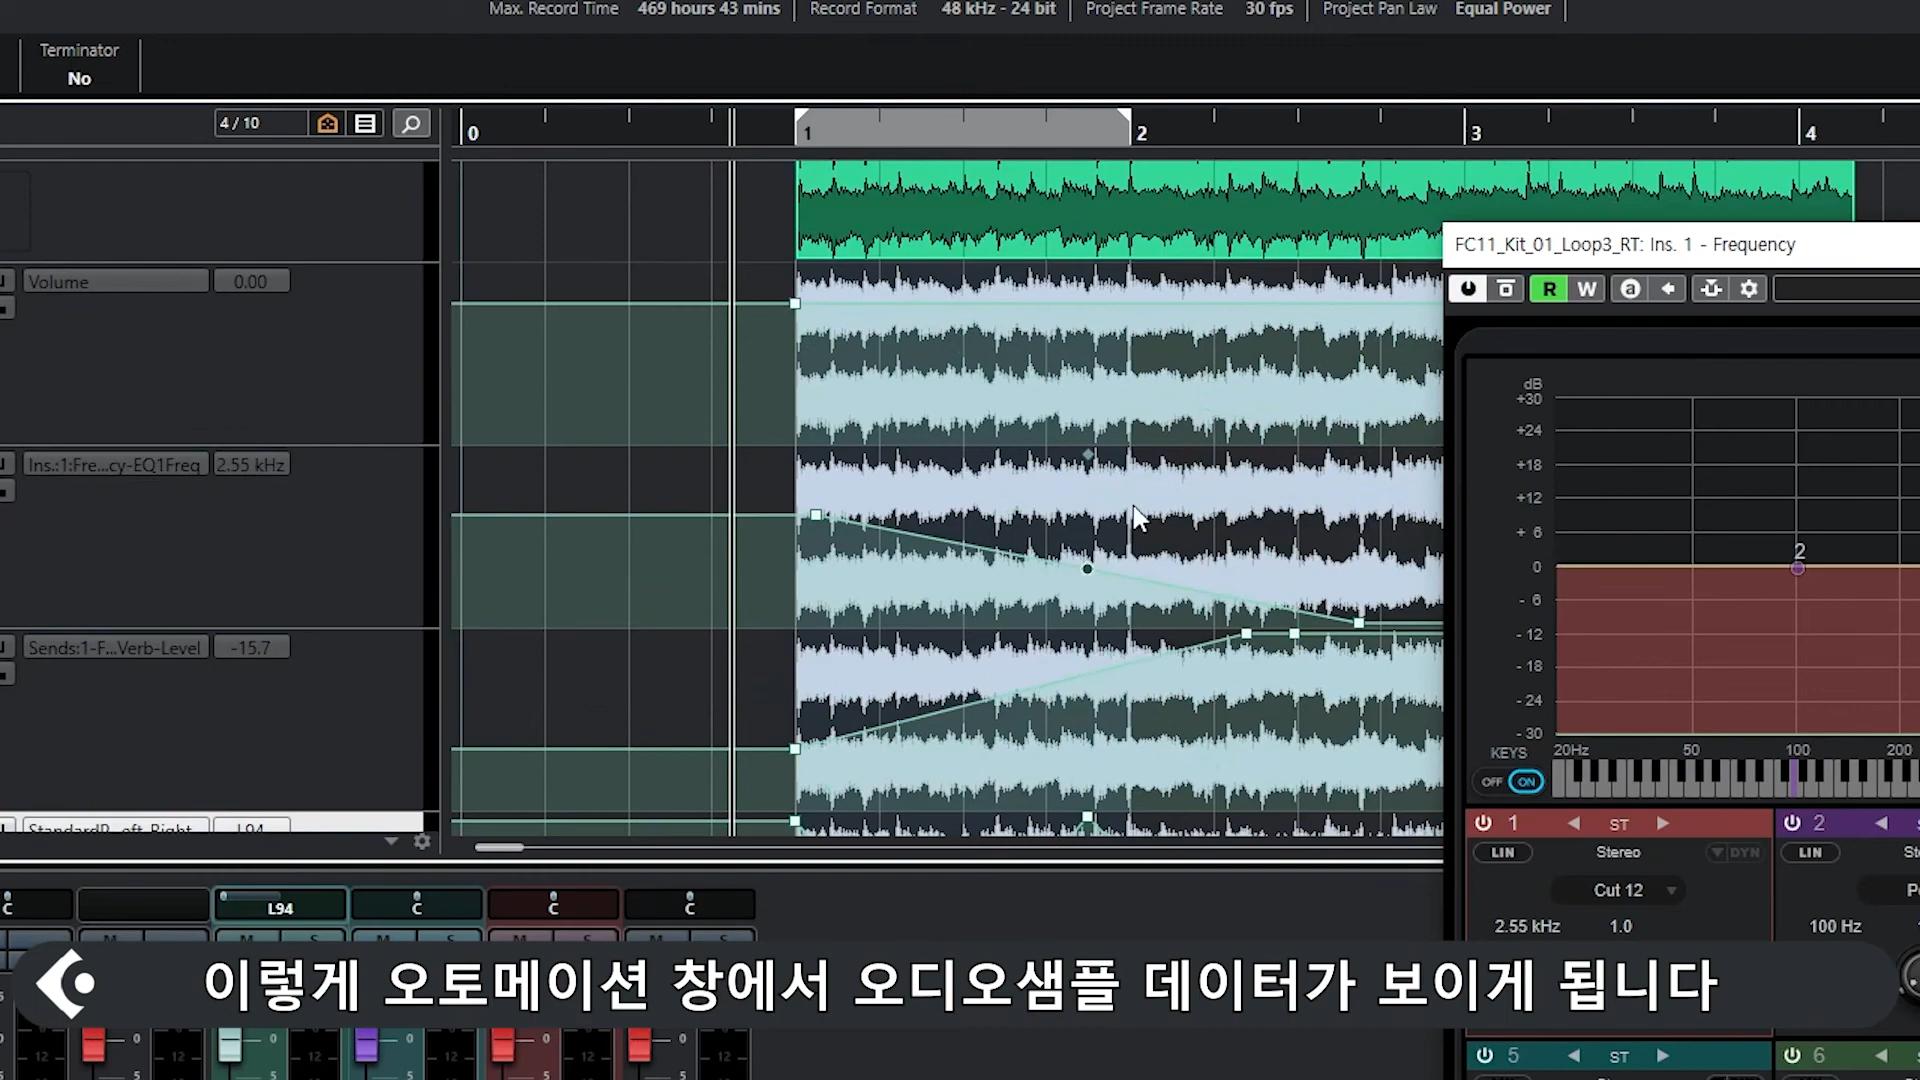 Max. Record Time 469 hours 43 mins Record Format 48 kHz - 24 bit Project Frame Rate 30 fps Project Pan Law Equal Power
Terminator
No
4 / 10
0 1 2 3 4
Volume 0.00
Ins.:1:Fre...cy-EQ1Freq 2.55 kHz
Sends:1-F...Verb-Level -15.7
L94
FC11_Kit_01_Loop3_RT: Ins. 1 - Frequency
R W a
dB
+30
+24
+18
+12
+ 6
0
- 6
- 12
- 18
- 24
- 30
2
20Hz 50 100 200
KEYS
OFF ON
1 ST 2
LIN Stereo DYN LIN
Cut 12
2.55 kHz 1.0 100 Hz
C L94 C C C
M S M S M S M S
이렇게 오토메이션 창에서 오디오샘플 데이터가 보이게 됩니다
0 12 0 12 0 12 0 12 0 12
5 5 5 5 5
5 ST 6